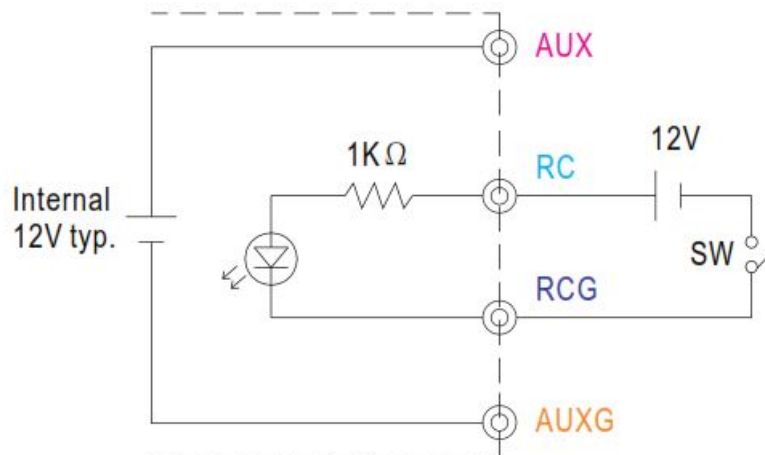 AUX
1KΩ
RC
12V
Internal
12V typ.
SW
RCG
AUXG